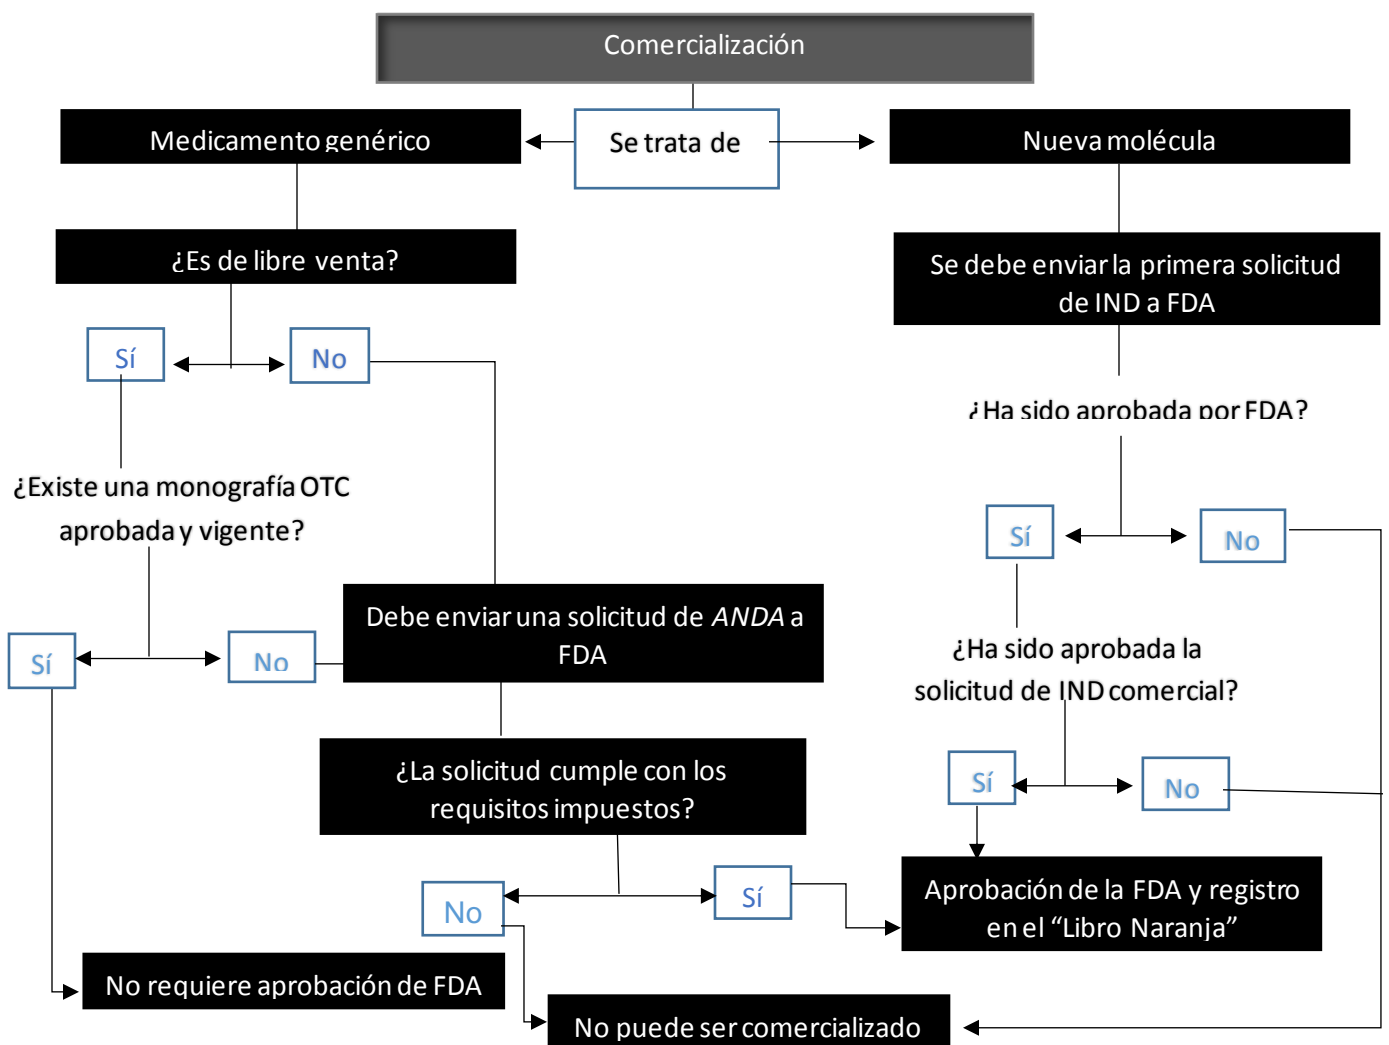 Comercialización
Medicamento genérico
Se trata de
Nueva molécula
¿Es de libre venta?
Se debe enviar la primera solicitud
de IND a FDA
Sí
No
¿Ha sido aprobada por FDA?
¿Existe una monografía OTC
aprobada y vigente?
Sí
No
Debe enviar una solicitud de ANDA a
FDA
Sí
No
¿Ha sido aprobada la
solicitud de IND comercial?
¿La solicitud cumple con los
requisitos impuestos?
Sí
No
No
Sí
Aprobación de la FDA y registro
en el “Libro Naranja”
No requiere aprobación de FDA
No puede ser comercializado